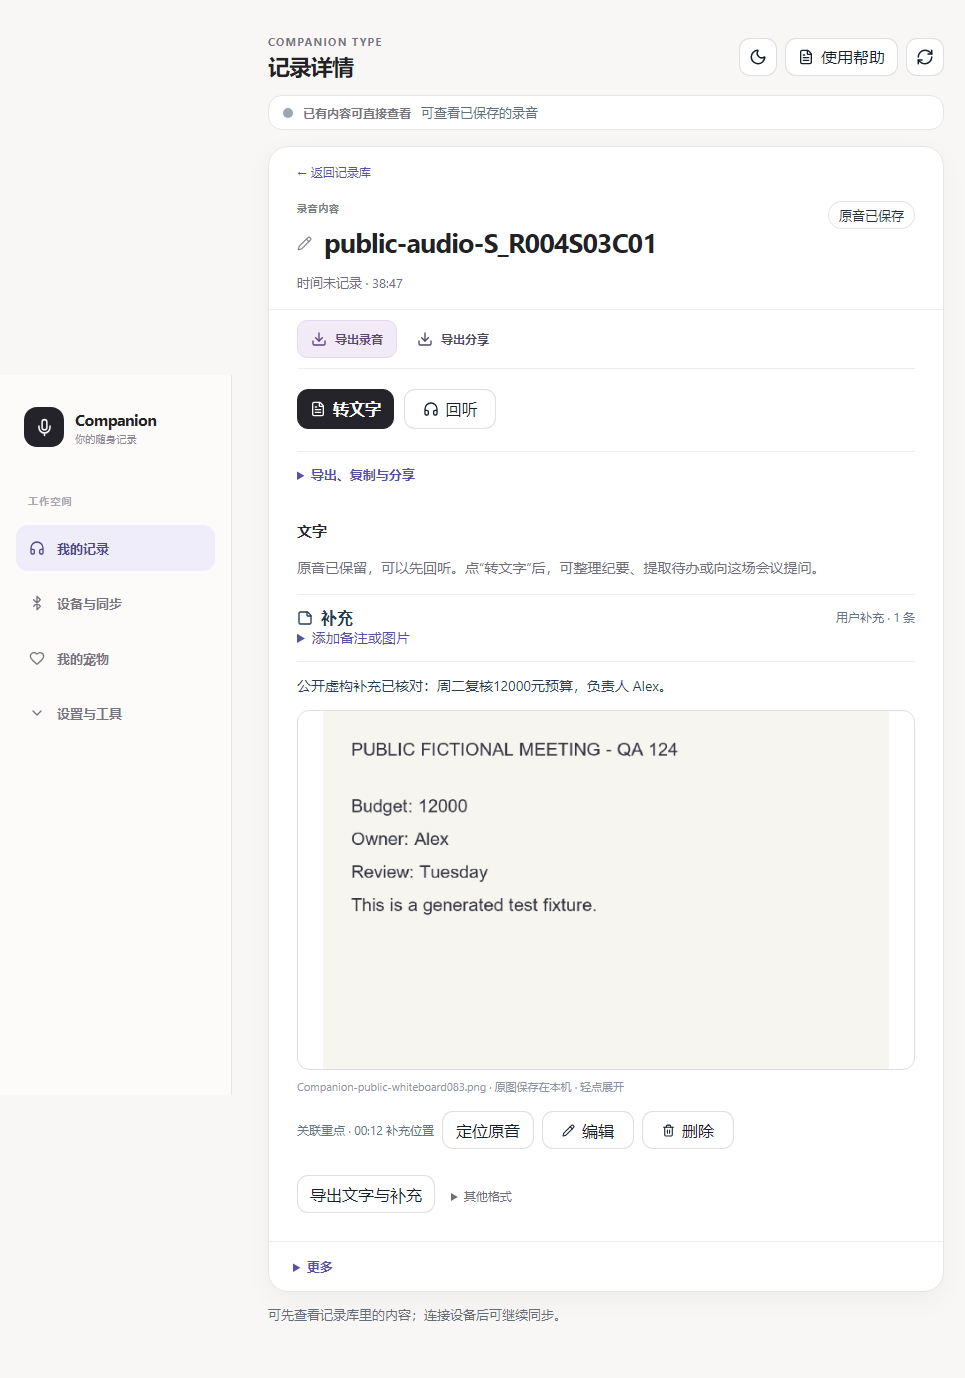 COMPANION TYPE
记录详情
使用帮助
已有内容可直接查看 可查看已保存的录音
← 返回记录库
录音内容
原音已保存
public-audio-S_R004S03C01
时间未记录 · 38:47
导出录音 导出分享
转文字 回听
导出、复制与分享
文字
原音已保留，可以先回听。点“转文字”后，可整理纪要、提取待办或向这场会议提问。
补充
用户补充 · 1 条
添加备注或图片
公开虚构补充已核对：周二复核12000元预算，负责人 Alex。
PUBLIC FICTIONAL MEETING - QA 124
Budget: 12000
Owner: Alex
Review: Tuesday
This is a generated test fixture.
Companion-public-whiteboard083.png · 原图保存在本机 · 轻点展开
关联重点 · 00:12 补充位置 定位原音 编辑 删除
导出文字与补充 其他格式
更多
可先查看记录库里的内容；连接设备后可继续同步。
Companion
你的随身记录
工作空间
我的记录
设备与同步
我的宠物
设置与工具